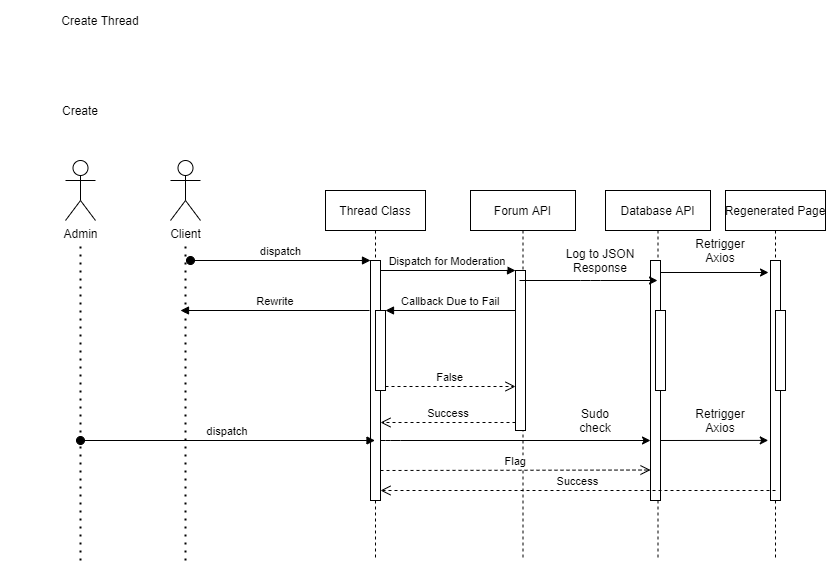 Create Thread
Create
Admin
Client
Thread Class
Forum API
Database API
Regenerated Page
dispatch
Dispatch for Moderation
Log to JSON
Response
Retrigger
Axios
Rewrite
Callback Due to Fail
False
Success
dispatch
Sudo
check
Retrigger
Axios
Flag
Success